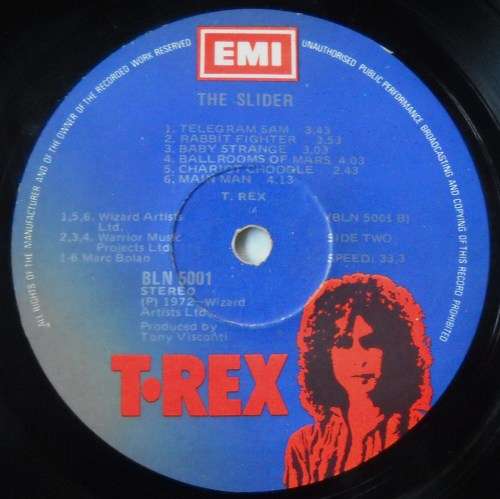 EMI
ALL RIGHTS OF THE MANUFACTURER AND OF THE OWNER OF THE RECORDED WORK RESERVED
UNAUTHORISED PUBLIC PERFORMANCE BROADCASTING AND COPYING OF THIS RECORD PROHIBITED
THE SLIDER
1. TELEGRAM SAM 3.43
2. RABBIT FIGHTER 3.53
3. BABY STRANGE 3.03
4. BALLROOMS OF MARS 4.03
5. CHARIOT CHOODLE 2.43
6. MAIN MAN 4.13
T. REX
1,5,6. Wizard Artists Ltd.
(BLN 5001 B)
2,3,4. Warrior Music Projects Ltd.
SIDE TWO
1-6 Marc Bolan
SPEED: 33,3
BLN 5001
STEREO
(P) 1972-Wizard
Artists Ltd.
Produced by
Tony Visconti
T·REX